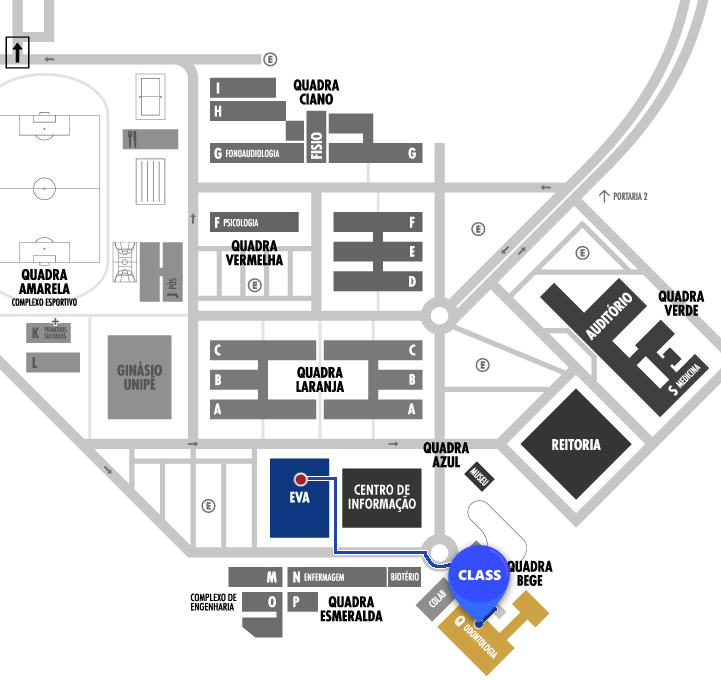 E
I
H
QUADRA
CIANO
FISIO
G FONOAUDIOLOGIA
G
PORTARIA 2
F PSICOLOGIA
F
E
D
QUADRA
VERMELHA
E
E
E
J PÓS
QUADRA
AMARELA
COMPLEXO ESPORTIVO
K PRIMEIROS
SOCORROS
L
GINÁSIO
UNIPÊ
C
B
A
QUADRA
LARANJA
C
B
A
E
AUDITÓRIO
QUADRA
VERDE
S MEDICINA
REITORIA
QUADRA
AZUL
MUSEU
EVA
CENTRO DE
INFORMAÇÃO
E
M
N ENFERMAGEM
BIOTÉRIO
COMPLEXO DE
ENGENHARIA
O
P
QUADRA
ESMERALDA
CLASS
QUADRA
BEGE
COLAB
Q ODONTOLOGIA